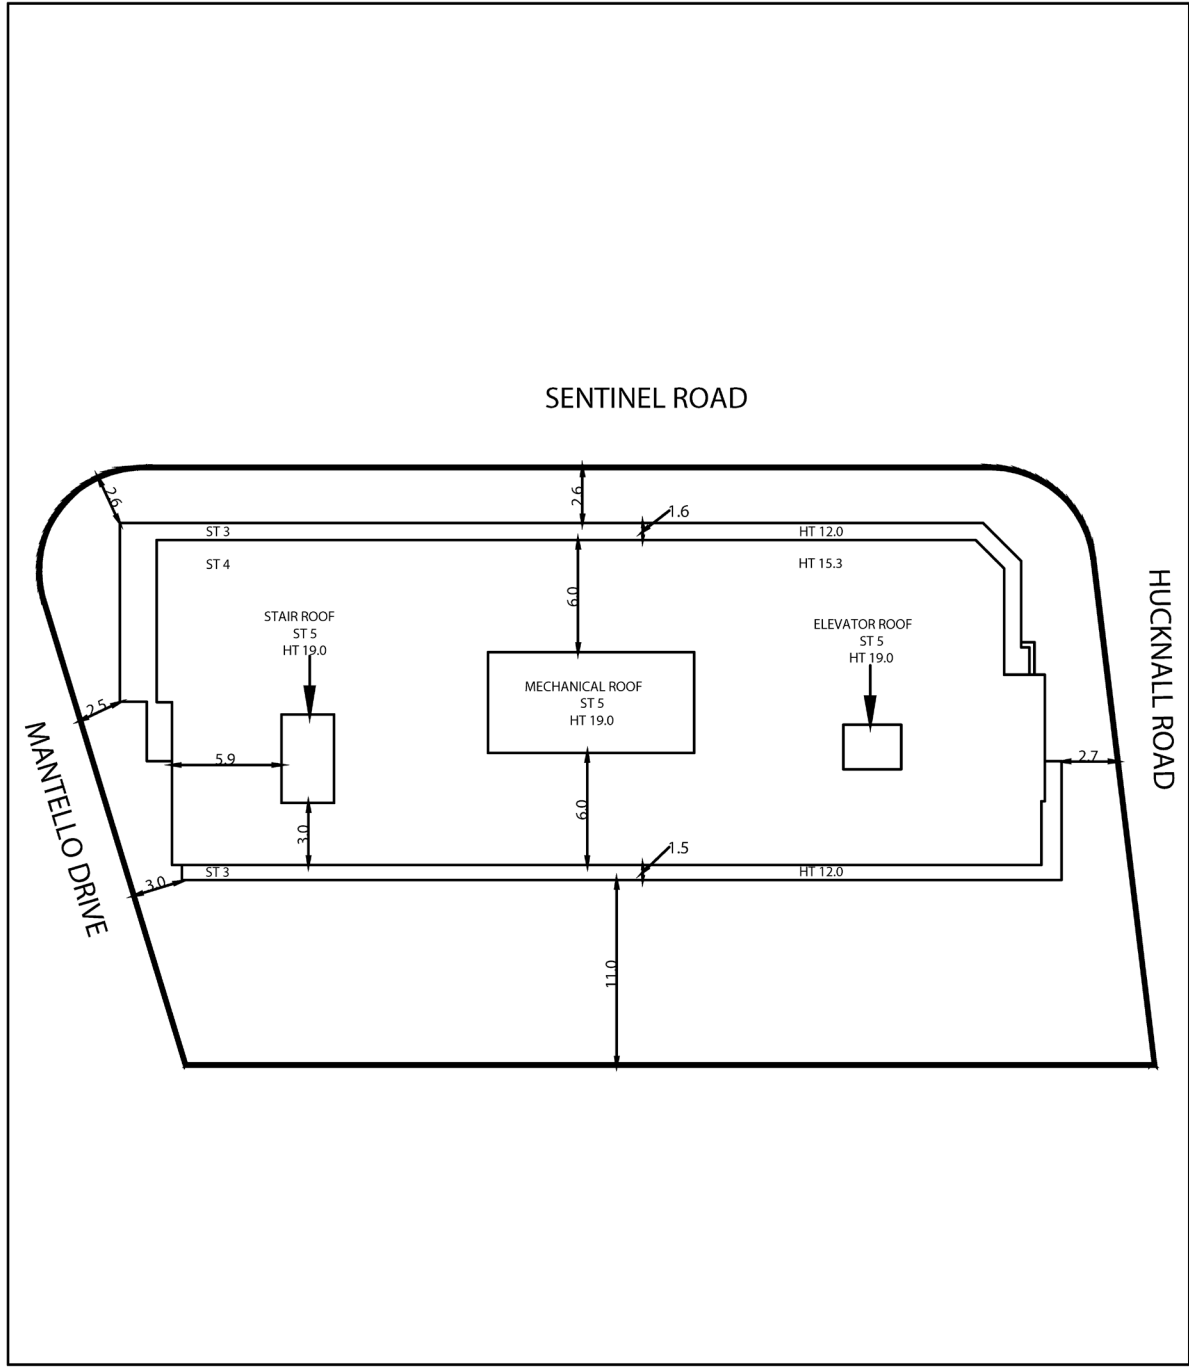 SENTINEL ROAD
2.6
2.6
1.6
ST 3
HT 12.0
ST 4
HT 15.3
6.0
STAIR ROOF
ST 5
HT 19.0
ELEVATOR ROOF
ST 5
HT 19.0
MECHANICAL ROOF
ST 5
HT 19.0
HUCKNALL ROAD
2.5
MANTELLO DRIVE
5.9
2.7
3.0
6.0
1.5
3.0
ST 3
HT 12.0
11.0